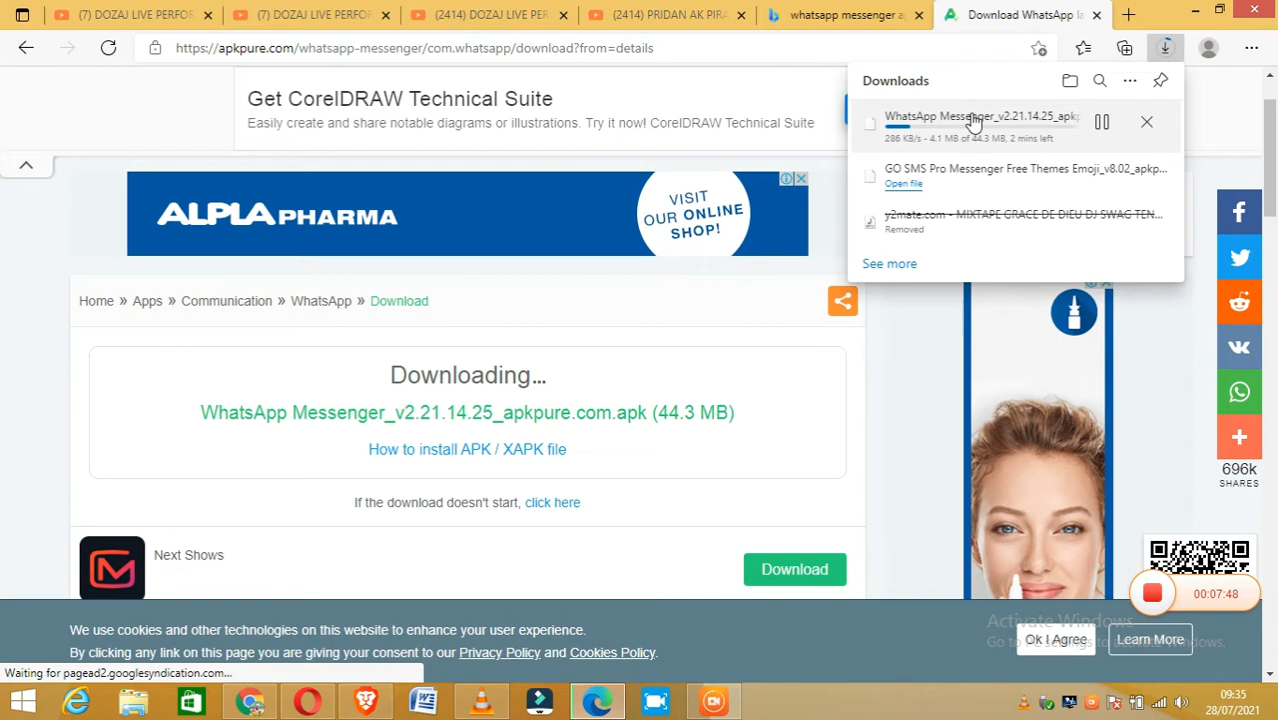 (7) DOZAJ LIVE PERFOR
(7) DOZAJ LIVE PERFOR
(2414) DOZAJ LIVE PE
(2414) PRIDAN AK PIRA
whatsapp messenger ap
Download WhatsApp la
https://apkpure.com/whatsapp-messenger/com.whatsapp/download?from=details
Downloads
WhatsApp Messenger_v2.21.14.25_apkp
286 KB/s - 4.1 MB of 44.3 MB, 2 mins left
GO SMS Pro Messenger Free Themes Emoji_v8.02_apkp...
Open file
y2mate.com - MIXTAPE GRACE DE DIEU DJ SWAG TEN...
Removed
See more
Get CorelDRAW Technical Suite
Easily create and share notable diagrams or illustrations. Try it now! CorelDRAW Technical Suite
ALPLA PHARMA
VISIT
OUR ONLINE
SHOP!
Home » Apps » Communication » WhatsApp » Download
Downloading...
WhatsApp Messenger_v2.21.14.25_apkpure.com.apk (44.3 MB)
How to install APK / XAPK file
If the download doesn't start, click here
Next Shows
Download
696k
SHARES
00:07:48
We use cookies and other technologies on this website to enhance your user experience.
By clicking any link on this page you are giving your consent to our Privacy Policy and Cookies Policy.
Activate Windows
Go to PC settings to activate Windows.
Ok I Agree
Learn More
Waiting for pagead2.googlesyndication.com...
09:35
28/07/2021